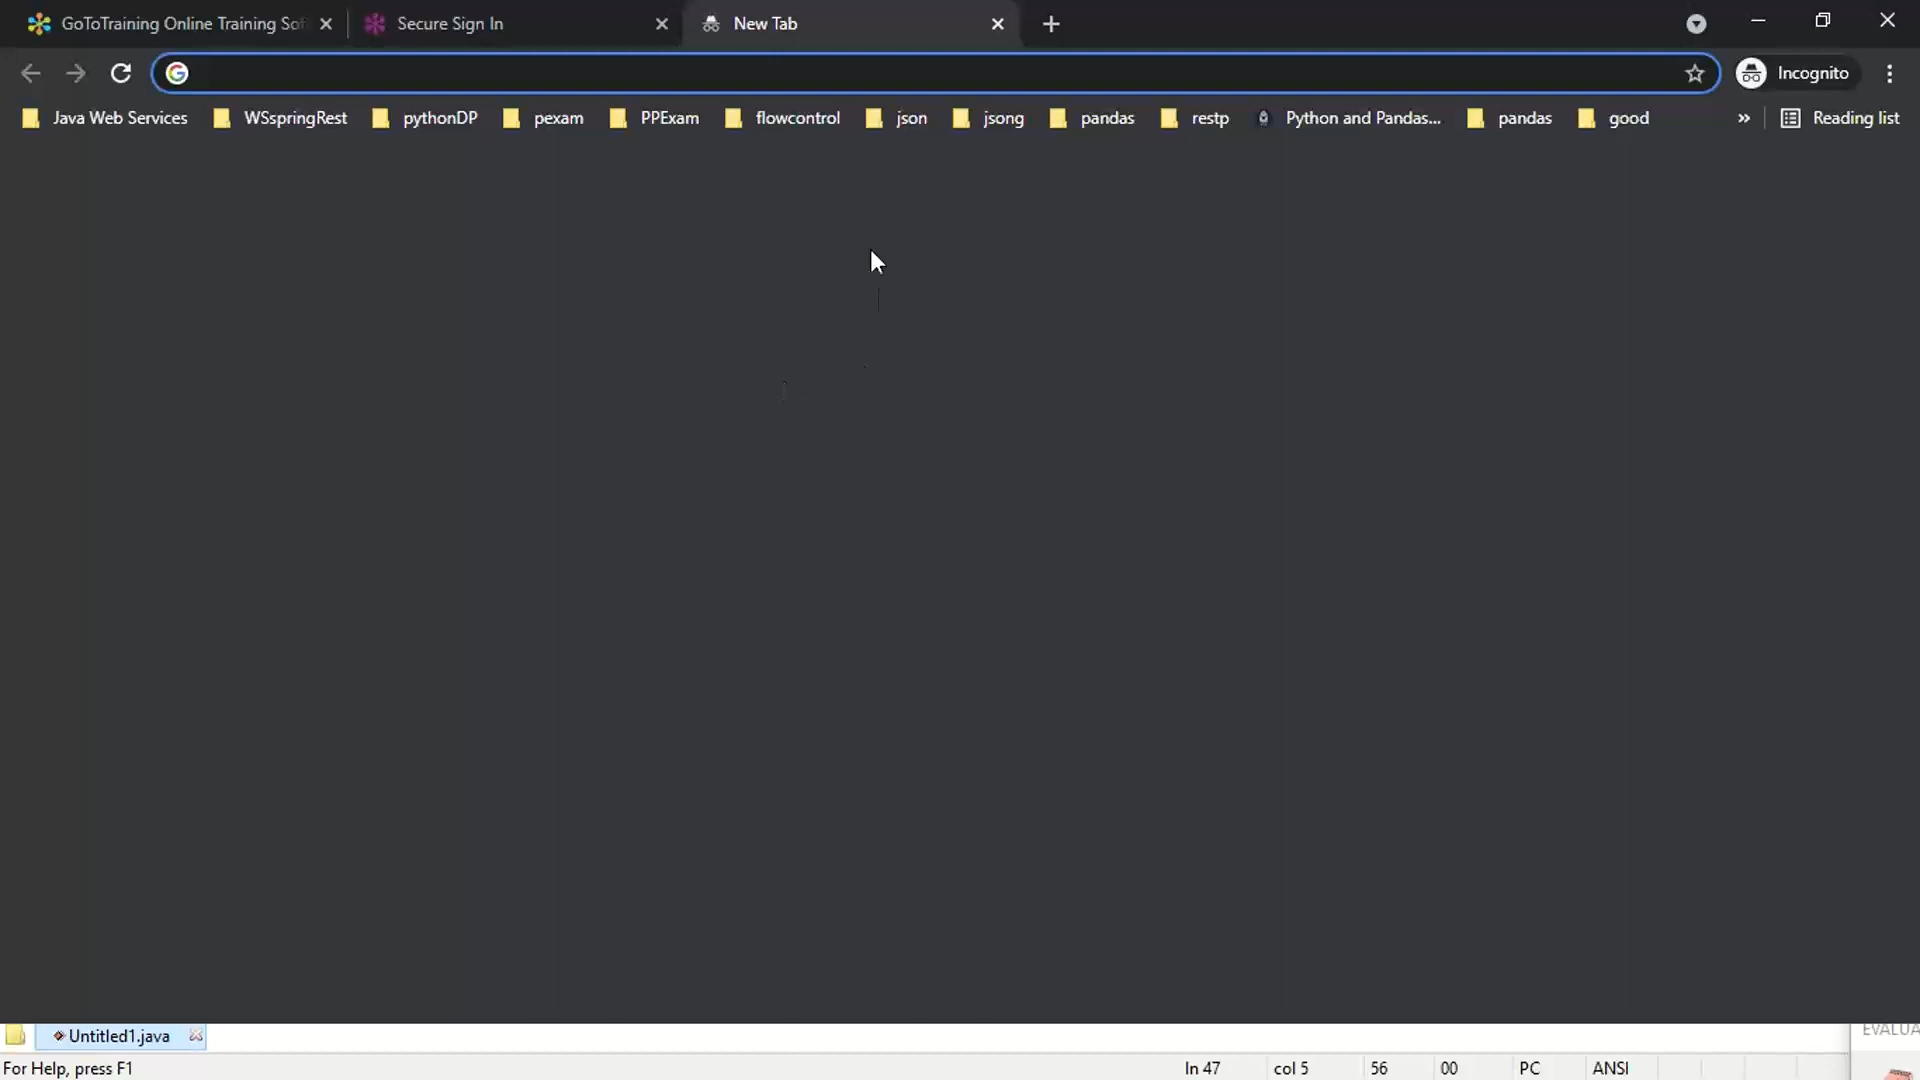 GoToTraining Online Training Sof
Secure Sign In
New Tab
Incognito
Java Web Services
WSspringRest
pythonDP
pexam
PPExam
flowcontrol
json
jsong
pandas
restp
Python and Pandas...
pandas
good
»
Reading list
Untitled1.java
EVALUA
For Help, press F1
ln 47
col 5
56
00
PC
ANSI